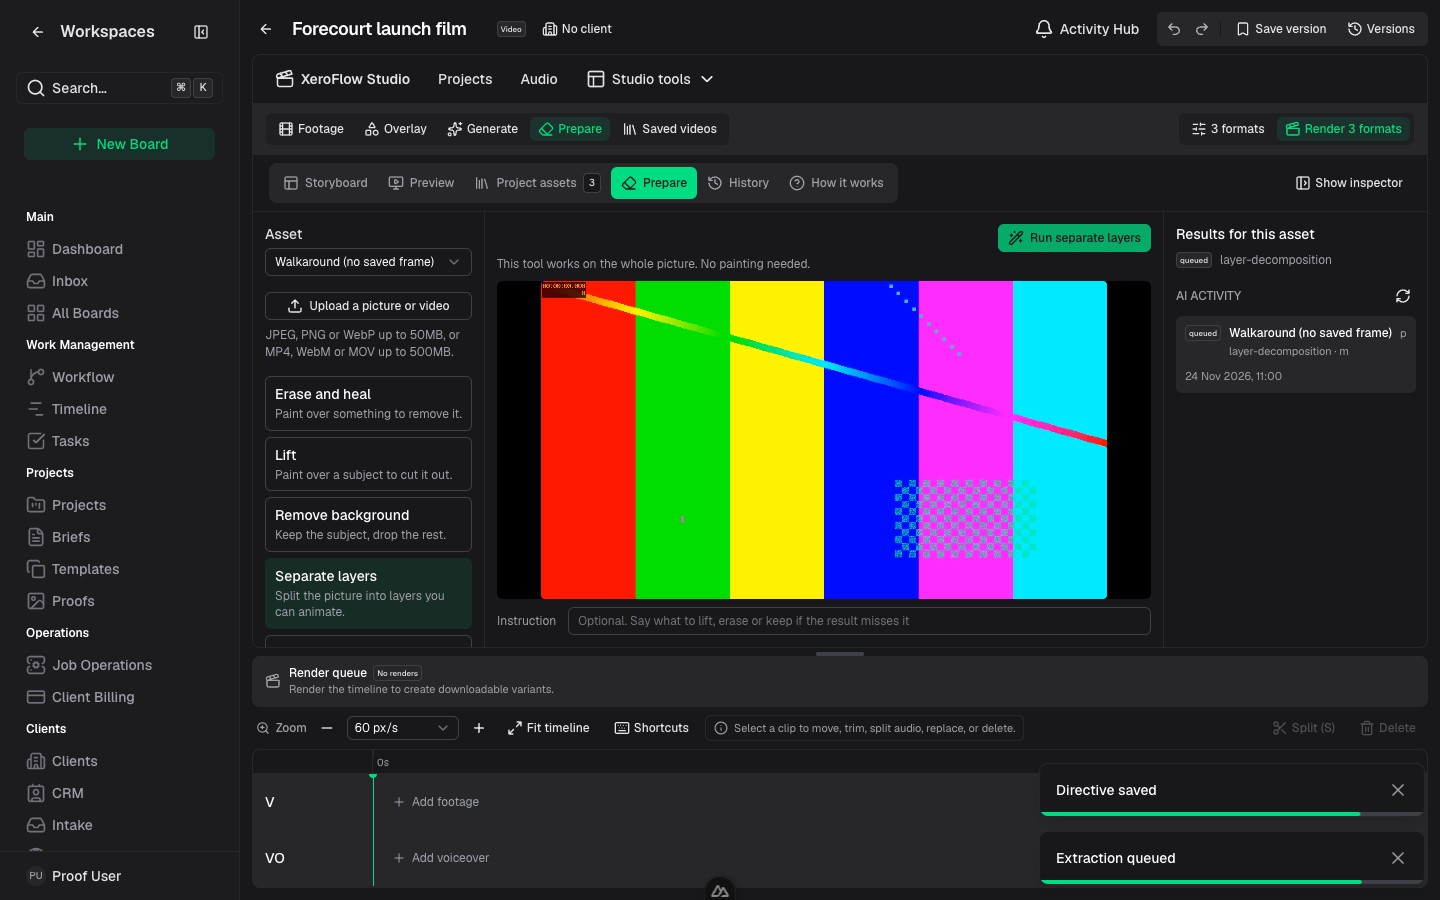 Workspaces
Search...
⌘ K
New Board
Main
Dashboard
Inbox
All Boards
Work Management
Workflow
Timeline
Tasks
Projects
Projects
Briefs
Templates
Proofs
Operations
Job Operations
Client Billing
Clients
Clients
CRM
Intake
PU Proof User
Forecourt launch film
Video
No client
Activity Hub
Save version
Versions
XeroFlow Studio
Projects
Audio
Studio tools
Footage
Overlay
Generate
Prepare
Saved videos
3 formats
Render 3 formats
Storyboard
Preview
Project assets 3
Prepare
History
How it works
Show inspector
Asset
Walkaround (no saved frame)
Upload a picture or video
JPEG, PNG or WebP up to 50MB, or
MP4, WebM or MOV up to 500MB.
Erase and heal
Paint over something to remove it.
Lift
Paint over a subject to cut it out.
Remove background
Keep the subject, drop the rest.
Separate layers
Split the picture into layers you
can animate.
Run separate layers
This tool works on the whole picture. No painting needed.
00:00:00.000
0
Instruction
Optional. Say what to lift, erase or keep if the result misses it
Results for this asset
queued layer-decomposition
AI ACTIVITY
queued Walkaround (no saved frame) p
layer-decomposition · m
24 Nov 2026, 11:00
Render queue No renders
Render the timeline to create downloadable variants.
Zoom
60 px/s
Fit timeline
Shortcuts
Select a clip to move, trim, split audio, replace, or delete.
Split (S)
Delete
0s
V
Add footage
VO
Add voiceover
Directive saved
Extraction queued